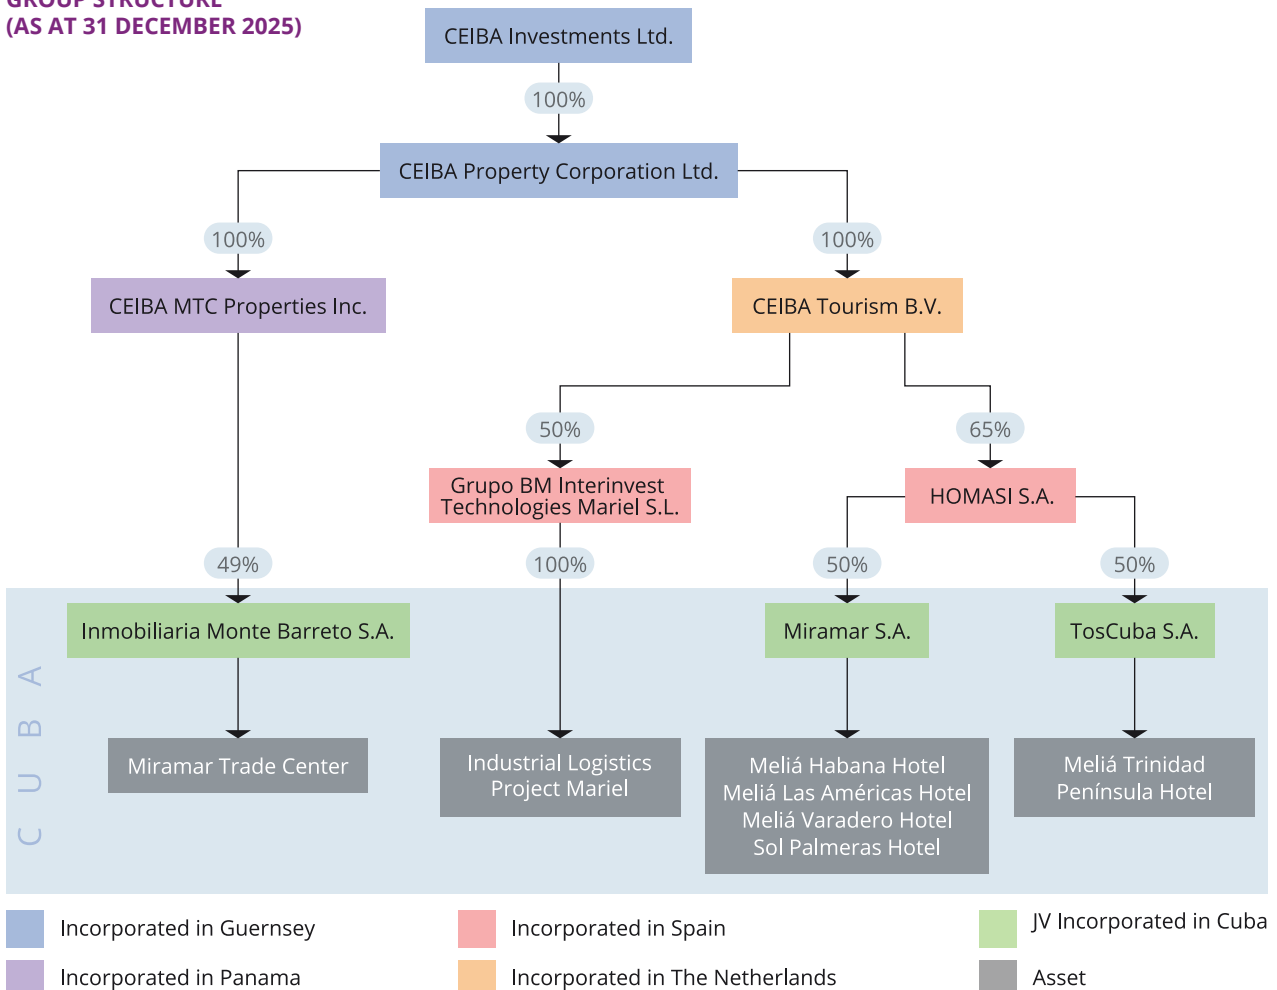 GROUP STRUCTURE
(AS AT 31 DECEMBER 2025)
CEIBA Investments Ltd.
100%
CEIBA Property Corporation Ltd.
100%
100%
CEIBA MTC Properties Inc.
CEIBA Tourism B.V.
50%
65%
Grupo BM Interinvest
Technologies Mariel S.L.
HOMASI S.A.
49%
100%
50%
50%
Inmobiliaria Monte Barreto S.A.
Miramar S.A.
TosCuba S.A.
CUBA
Miramar Trade Center
Industrial Logistics
Project Mariel
Meliá Habana Hotel
Meliá Las Américas Hotel
Meliá Varadero Hotel
Sol Palmeras Hotel
Meliá Trinidad
Península Hotel
Incorporated in Guernsey
Incorporated in Spain
JV Incorporated in Cuba
Incorporated in Panama
Incorporated in The Netherlands
Asset